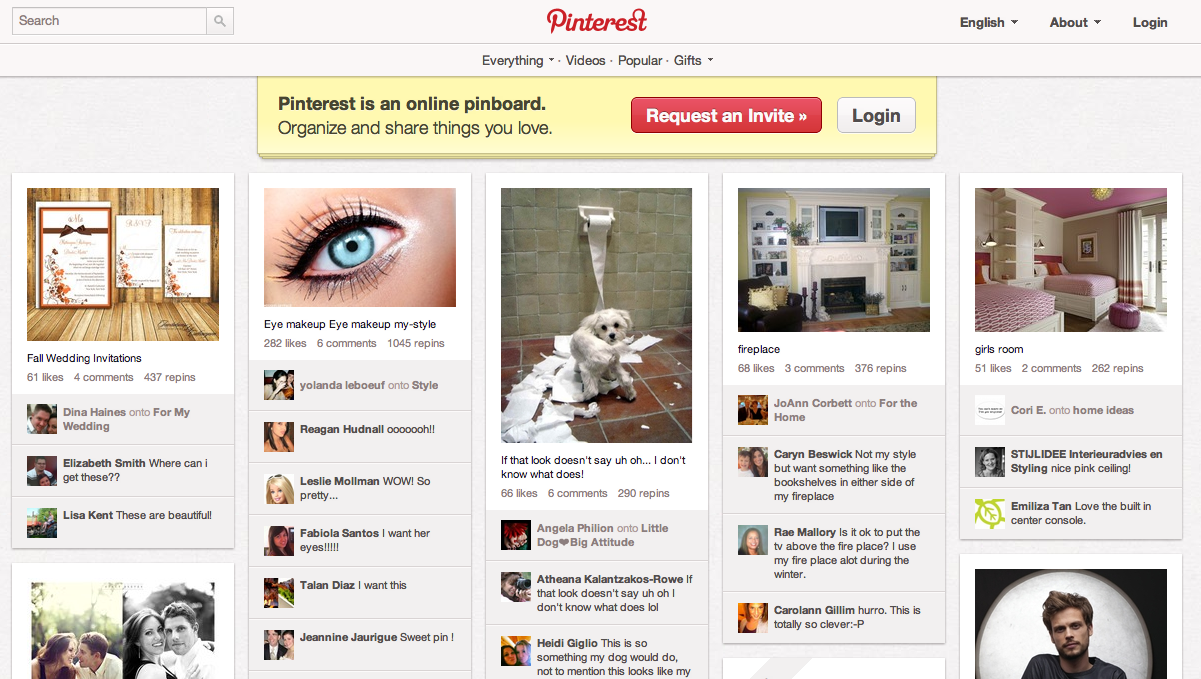 Search
Pinterest
English
About
Login
Everything · Videos · Popular · Gifts
Pinterest is an online pinboard.
Organize and share things you love.
Request an Invite »
Login
Fall Wedding Invitations
61 likes 4 comments 437 repins
Dina Haines onto For My
Wedding
Elizabeth Smith Where can i
get these??
Lisa Kent These are beautiful!
Eye makeup Eye makeup my-style
282 likes 6 comments 1045 repins
yolanda leboeuf onto Style
Reagan Hudnall ooooooh!!
Leslie Mollman WOW! So
pretty...
Fabiola Santos I want her
eyes!!!!!
Talan Diaz I want this
Jeannine Jaurigue Sweet pin !
If that look doesn't say uh oh... I don't
know what does!
66 likes 6 comments 290 repins
Angela Philion onto Little
Dog❤Big Attitude
Atheana Kalantzakos-Rowe If
that look doesn't say uh oh I
don't know what does lol
Heidi Giglio This is so
something my dog would do,
not to mention this looks like my
fireplace
68 likes 3 comments 376 repins
JoAnn Corbett onto For the
Home
Caryn Beswick Not my style
but want something like the
bookshelves in either side of
my fireplace
Rae Mallory Is it ok to put the
tv above the fire place? I use
my fire place alot during the
winter.
Carolann Gillim hurro. This is
totally so clever:-P
girls room
51 likes 2 comments 262 repins
Cori E. onto home ideas
STIJLIDEE Interieuradvies en
Styling nice pink ceiling!
Emiliza Tan Love the built in
center console.